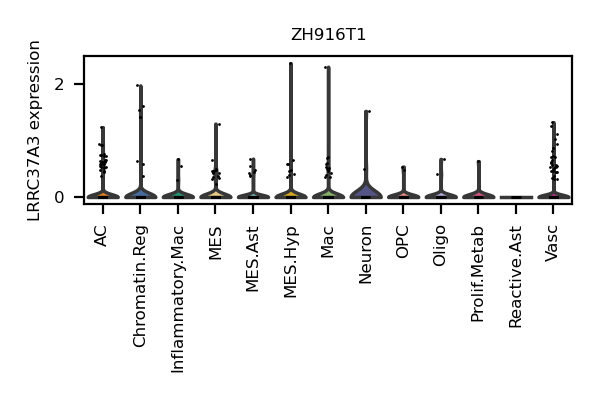 ZH916T1
LRRC37A3 expression
2
0
AC
Chromatin.Reg
Inflammatory.Mac
MES
MES.Ast
MES.Hyp
Mac
Neuron
OPC
Oligo
Prolif.Metab
Reactive.Ast
Vasc